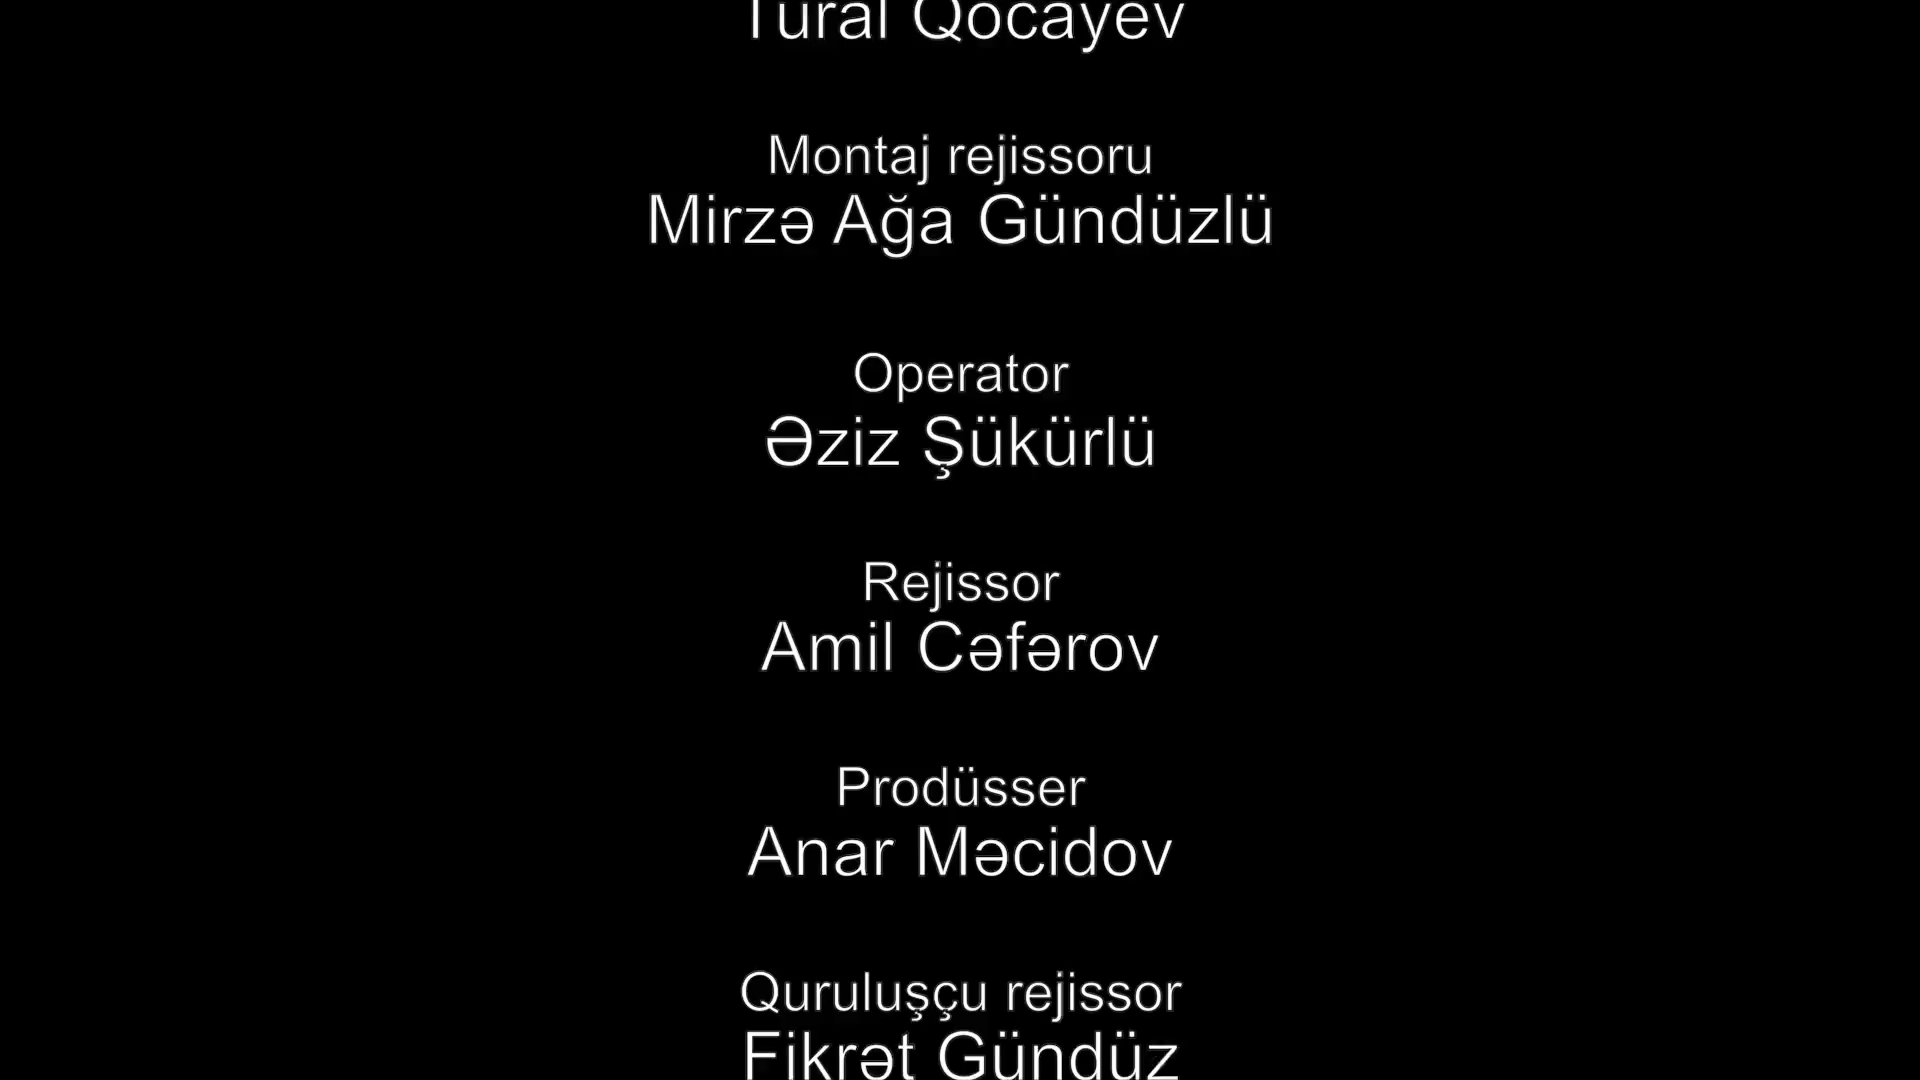 Tural Qocayev
Montaj rejissoru
Mirzə Ağa Gündüzlü
Operator
Əziz Şükürlü
Rejissor
Amil Cəfərov
Prodüsser
Anar Məcidov
Quruluşçu rejissor
Fikrət Gündüz